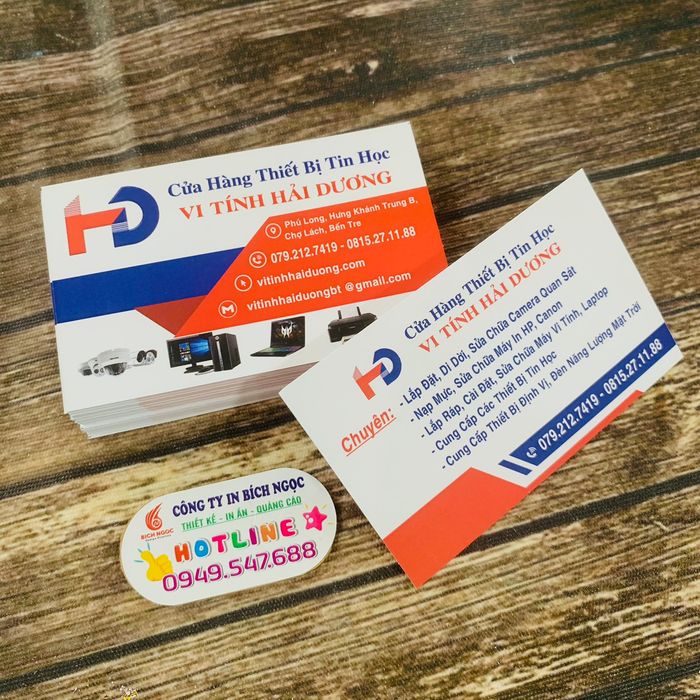 HD
Cửa Hàng Thiết Bị Tin Học
VI TÍNH HẢI DƯƠNG
Phú Long, Hưng Khánh Trung B,
Chợ Lách, Bến Tre
079.212.7419 - 0815.27.11.88
vitinhhaiduong.com
vitinhhaiduongbt @gmail.com
HD
Cửa Hàng Thiết Bị Tin Học
VI TÍNH HẢI DƯƠNG
Chuyên:
- Lắp Đặt, Di Dời, Sửa Chữa Camera Quan Sát
- Nạp Mực, Sửa Chữa Máy In HP, Canon
- Lắp Ráp, Cài Đặt, Sửa Chữa Máy Vi Tính, Laptop
- Cung Cấp Các Thiết Bị Tin Học
- Cung Cấp Thiết Bị Định Vị, Đèn Năng Lượng Mặt Trời
079.212.7419 - 0815.27.11.88
BÍCH NGỌC
CÔNG TY IN BÍCH NGỌC
THIẾT KẾ - IN ẤN - QUẢNG CÁO
HOTLINE
0949.547.688